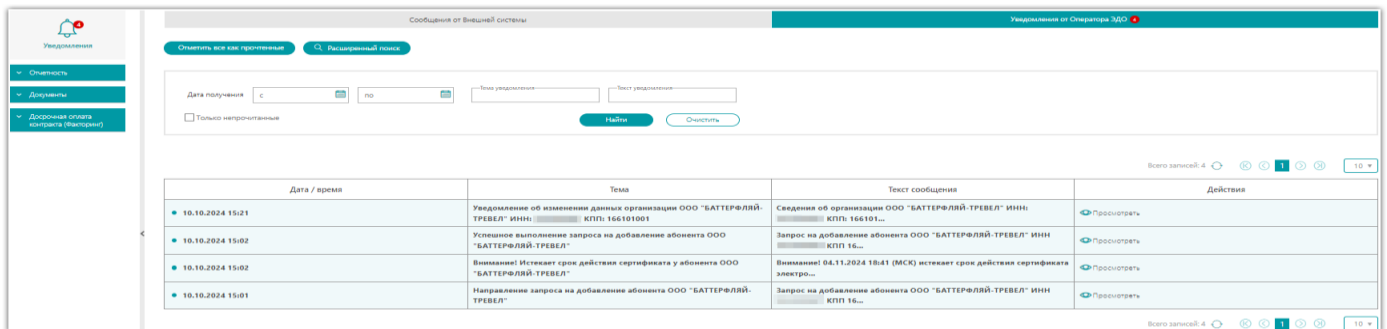 4
Уведомления
Отчетность
Документы
Досрочная оплата
контракта (Факторинг)
Сообщения от Внешней системы
Уведомления от Оператора ЭДО 4
Отметить все как прочтенные
Расширенный поиск
Дата получения
с
по
Тема уведомления
Текст уведомления
Только непрочитанные
Найти
Очистить
Всего записей: 4
1
10
Дата / время
Тема
Текст сообщения
Действия
10.10.2024 15:21
Уведомление об изменении данных организации ООО "БАТТЕРФЛЯЙ-
ТРЕВЕЛ" ИНН: КПП: 166101001
Сведения об организации ООО "БАТТЕРФЛЯЙ-ТРЕВЕЛ" ИНН:
КПП: 166101...
Просмотреть
10.10.2024 15:02
Успешное выполнение запроса на добавление абонента ООО
"БАТТЕРФЛЯЙ-ТРЕВЕЛ"
Запрос на добавление абонента ООО "БАТТЕРФЛЯЙ-ТРЕВЕЛ" ИНН
КПП 16...
Просмотреть
10.10.2024 15:02
Внимание! Истекает срок действия сертификата у абонента ООО
"БАТТЕРФЛЯЙ-ТРЕВЕЛ"
Внимание! 04.11.2024 18:41 (МСК) истекает срок действия сертификата
электро...
Просмотреть
10.10.2024 15:01
Направление запроса на добавление абонента ООО "БАТТЕРФЛЯЙ-
ТРЕВЕЛ"
Запрос на добавление абонента ООО "БАТТЕРФЛЯЙ-ТРЕВЕЛ" ИНН
КПП 16...
Просмотреть
Всего записей: 4
1
10